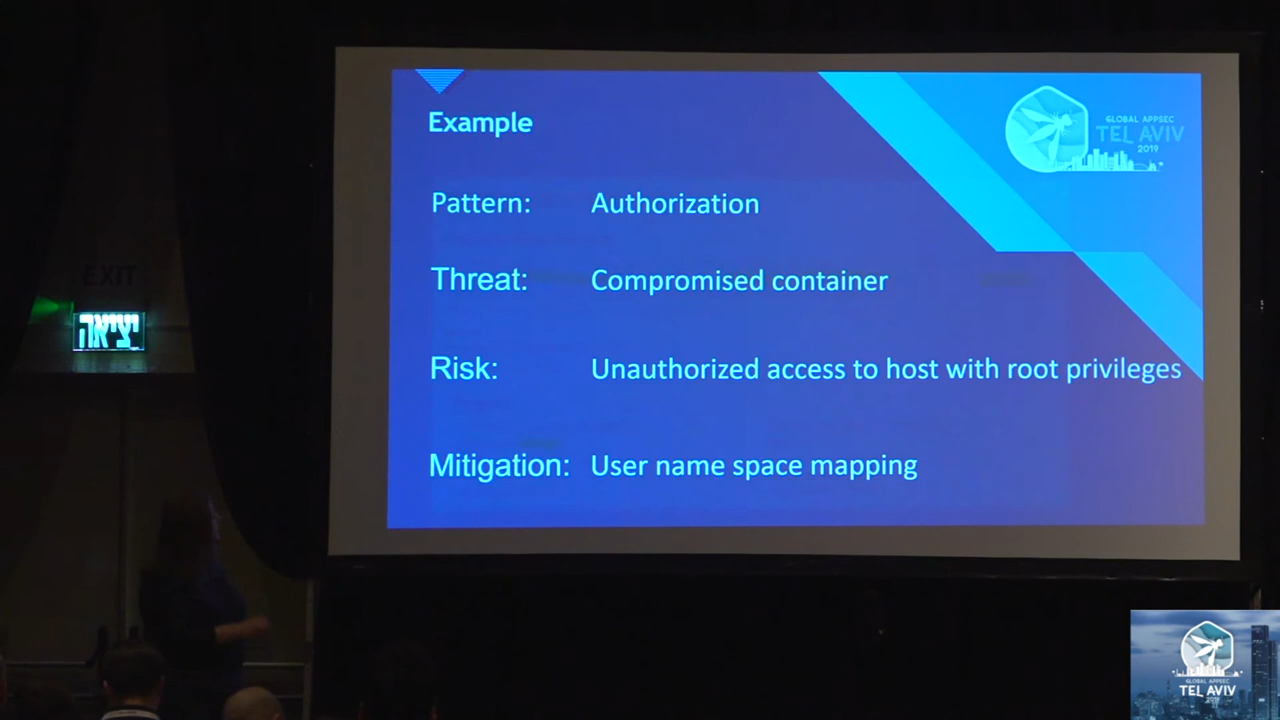 Example
GLOBAL APPSEC
TEL AVIV
2019
Pattern: Authorization
Threat: Compromised container
Risk: Unauthorized access to host with root privileges
Mitigation: User name space mapping
EXIT
יציאה
GLOBAL APPSEC
TEL AVIV
2019